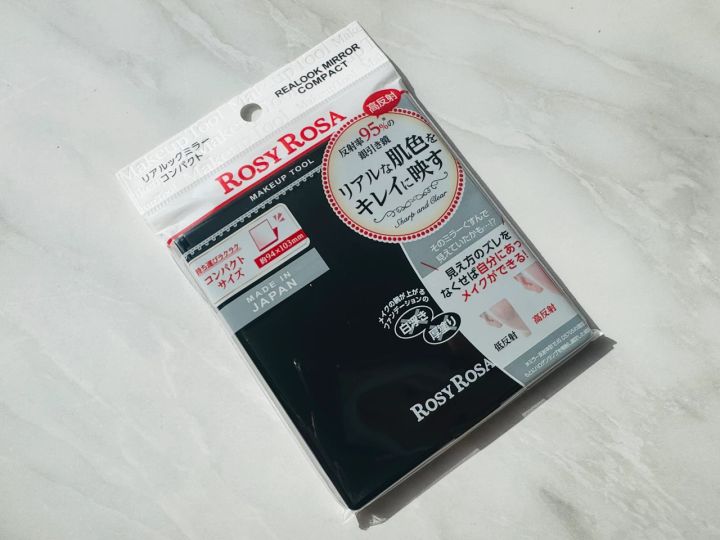 REALOOK MIRROR
COMPACT
リアルックミラー
コンパクト
ROSY ROSA
MAKEUP TOOL
高反射
反射率95%の
銀引き鏡
リアルな肌色を
キレイに映す
Sharp and Clear
持ち運びラクラク
コンパクト
サイズ
約94×103mm
MADE IN
JAPAN
そのミラーくすんで
見えていたかも…!?
見え方のズレを
なくせば自分にあった
メイクができる!
低反射
高反射
メイクの腕が上がる
ファンデーションの
白浮き
厚塗り
ROSY ROSA